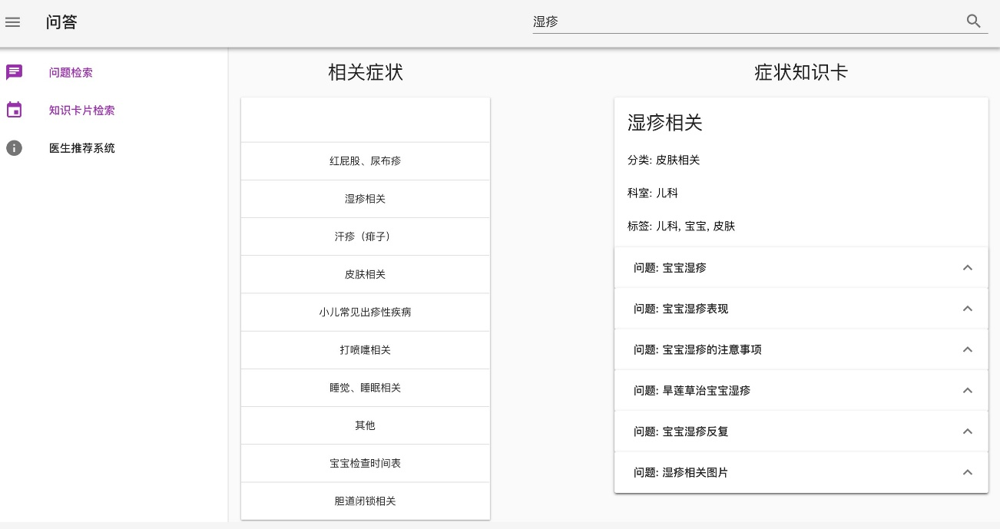 问答
湿疹
问题检索
知识卡片检索
医生推荐系统
相关症状
红屁股、尿布疹
湿疹相关
汗疹（痱子）
皮肤相关
小儿常见出疹性疾病
打喷嚏相关
睡觉、睡眠相关
其他
宝宝检查时间表
胆道闭锁相关
症状知识卡
湿疹相关
分类: 皮肤相关
科室: 儿科
标签: 儿科, 宝宝, 皮肤
问题: 宝宝湿疹
问题: 宝宝湿疹表现
问题: 宝宝湿疹的注意事项
问题: 旱莲草治宝宝湿疹
问题: 宝宝湿疹反复
问题: 湿疹相关图片